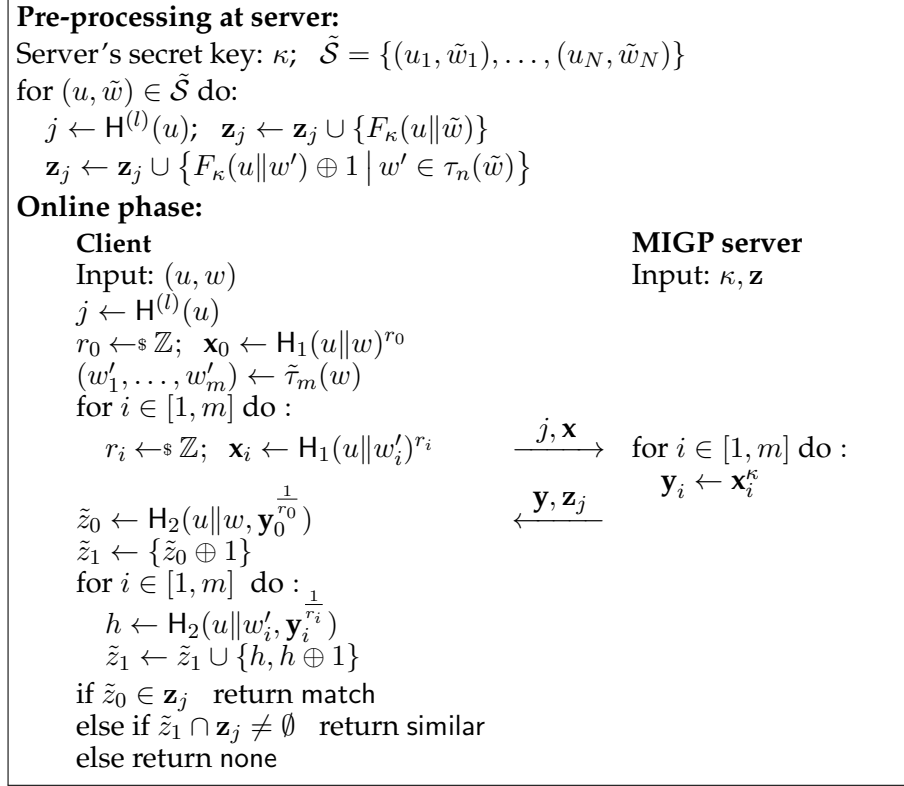 Pre-processing at server:
Server's secret key: κ; S̃ = {(u₁, w̃₁), …, (u_N, w̃_N)}
for (u, w̃) ∈ S̃ do:
j ← H⁽ˡ⁾(u); z_j ← z_j ∪ {F_κ(u‖w̃)}
z_j ← z_j ∪ {F_κ(u‖w′) ⊕ 1 | w′ ∈ τ_n(w̃)}
Online phase:
Client MIGP server
Input: (u, w) Input: κ, z
j ← H⁽ˡ⁾(u)
r₀ ←$ ℤ; x₀ ← H₁(u‖w)^{r₀}
(w′₁, …, w′_m) ← τ̃_m(w)
for i ∈ [1, m] do :
r_i ←$ ℤ; x_i ← H₁(u‖w′_i)^{r_i} j, x → for i ∈ [1, m] do :
y_i ← x_i^κ
z̃₀ ← H₂(u‖w, y₀^{1/r₀}) y, z_j ←
z̃₁ ← {z̃₀ ⊕ 1}
for i ∈ [1, m] do :
h ← H₂(u‖w′_i, y_i^{1/r_i})
z̃₁ ← z̃₁ ∪ {h, h ⊕ 1}
if z̃₀ ∈ z_j return match
else if z̃₁ ∩ z_j ≠ ∅ return similar
else return none